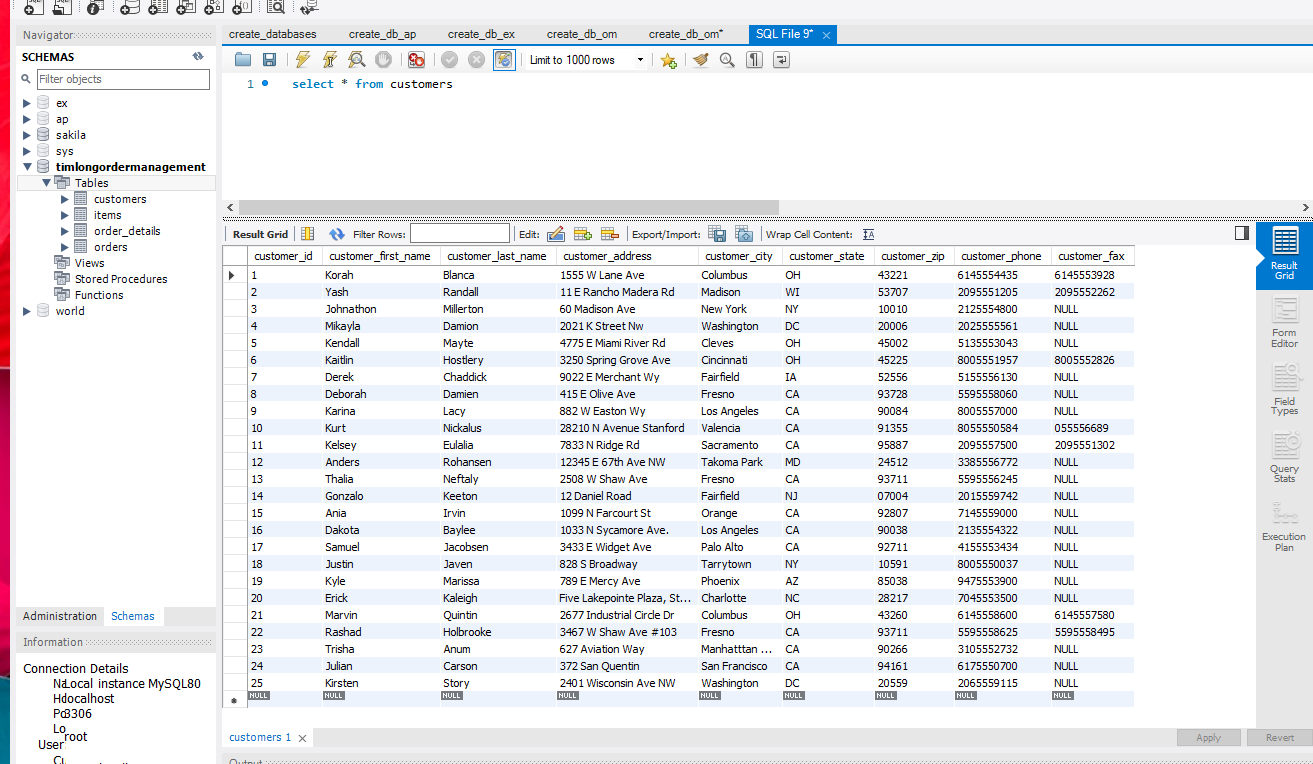 Navigator
create_databases create_db_ap create_db_ex create_db_om create_db_om* SQL File 9*
SCHEMAS
Filter objects
ex
ap
sakila
sys
timlongordermanagement
Tables
customers
items
order_details
orders
Views
Stored Procedures
Functions
world
Limit to 1000 rows
1 select * from customers
Result Grid Filter Rows: Edit: Export/Import: Wrap Cell Content:
customer_id customer_first_name customer_last_name customer_address customer_city customer_state customer_zip customer_phone customer_fax
1 Korah Blanca 1555 W Lane Ave Columbus OH 43221 6145554435 6145553928
2 Yash Randall 11 E Rancho Madera Rd Madison WI 53707 2095551205 2095552262
3 Johnathon Millerton 60 Madison Ave New York NY 10010 2125554800 NULL
4 Mikayla Damion 2021 K Street Nw Washington DC 20006 2025555561 NULL
5 Kendall Mayte 4775 E Miami River Rd Cleves OH 45002 5135553043 NULL
6 Kaitlin Hostlery 3250 Spring Grove Ave Cincinnati OH 45225 8005551957 8005552826
7 Derek Chaddick 9022 E Merchant Wy Fairfield IA 52556 5155556130 NULL
8 Deborah Damien 415 E Olive Ave Fresno CA 93728 5595558060 NULL
9 Karina Lacy 882 W Easton Wy Los Angeles CA 90084 8005557000 NULL
10 Kurt Nickalus 28210 N Avenue Stanford Valencia CA 91355 8055550584 055556689
11 Kelsey Eulalia 7833 N Ridge Rd Sacramento CA 95887 2095557500 2095551302
12 Anders Rohansen 12345 E 67th Ave NW Takoma Park MD 24512 3385556772 NULL
13 Thalia Neftaly 2508 W Shaw Ave Fresno CA 93711 5595556245 NULL
14 Gonzalo Keeton 12 Daniel Road Fairfield NJ 07004 2015559742 NULL
15 Ania Irvin 1099 N Farcourt St Orange CA 92807 7145559000 NULL
16 Dakota Baylee 1033 N Sycamore Ave. Los Angeles CA 90038 2135554322 NULL
17 Samuel Jacobsen 3433 E Widget Ave Palo Alto CA 92711 4155553434 NULL
18 Justin Javen 828 S Broadway Tarrytown NY 10591 8005550037 NULL
19 Kyle Marissa 789 E Mercy Ave Phoenix AZ 85038 9475553900 NULL
20 Erick Kaleigh Five Lakepointe Plaza, St... Charlotte NC 28217 7045553500 NULL
21 Marvin Quintin 2677 Industrial Circle Dr Columbus OH 43260 6145558600 6145557580
22 Rashad Holbrooke 3467 W Shaw Ave #103 Fresno CA 93711 5595558625 5595558495
23 Trisha Anum 627 Aviation Way Manhatttan ... CA 90266 3105552732 NULL
24 Julian Carson 372 San Quentin San Francisco CA 94161 6175550700 NULL
25 Kirsten Story 2401 Wisconsin Ave NW Washington DC 20559 2065559115 NULL
NULL NULL NULL NULL NULL NULL NULL NULL NULL
Result
Grid
Form
Editor
Field
Types
Query
Stats
Execution
Plan
Administration Schemas
Information
Connection Details
Local instance MySQL80
localhost
3306
root
User
customers 1
Apply Revert
Output